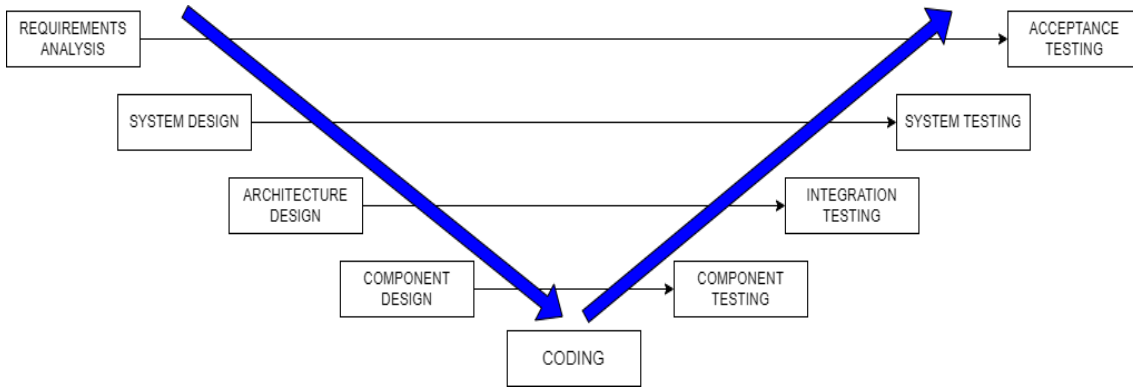 REQUIREMENTS
ANALYSIS
ACCEPTANCE
TESTING
SYSTEM DESIGN
SYSTEM TESTING
ARCHITECTURE
DESIGN
INTEGRATION
TESTING
COMPONENT
DESIGN
COMPONENT
TESTING
CODING